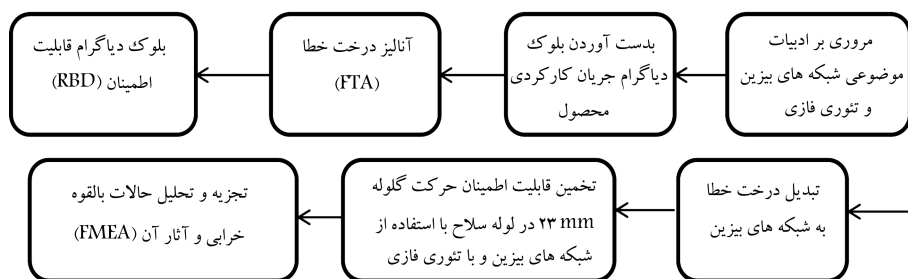 مروری بر ادبیات
موضوعی شبکه های بیزین
و تئوری فازی
بدست آوردن بلوک
دیاگرام جریان کارکردی
محصول
آنالیز درخت خطا
(FTA)
بلوک دیاگرام قابلیت
اطمینان (RBD)
تبدیل درخت خطا
به شبکه های بیزین
تخمین قابلیت اطمینان حرکت گلوله
۲۳ mm در لوله سلاح با استفاده از
شبکه های بیزین و با تئوری فازی
تجزیه و تحلیل حالات بالقوه
خرابی و آثار آن (FMEA)